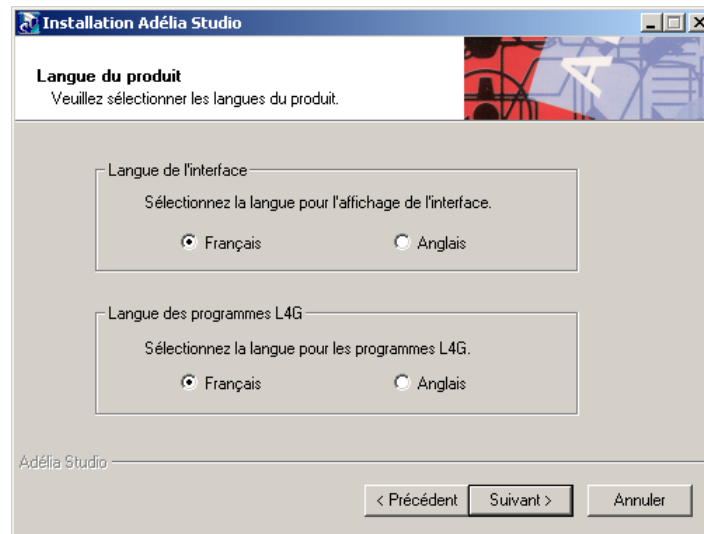 Installation Adélia Studio
Langue du produit
Veuillez sélectionner les langues du produit.
Langue de l'interface
Sélectionnez la langue pour l'affichage de l'interface.
Français Anglais
Langue des programmes L4G
Sélectionnez la langue pour les programmes L4G.
Français Anglais
Adélia Studio
< Précédent Suivant > Annuler